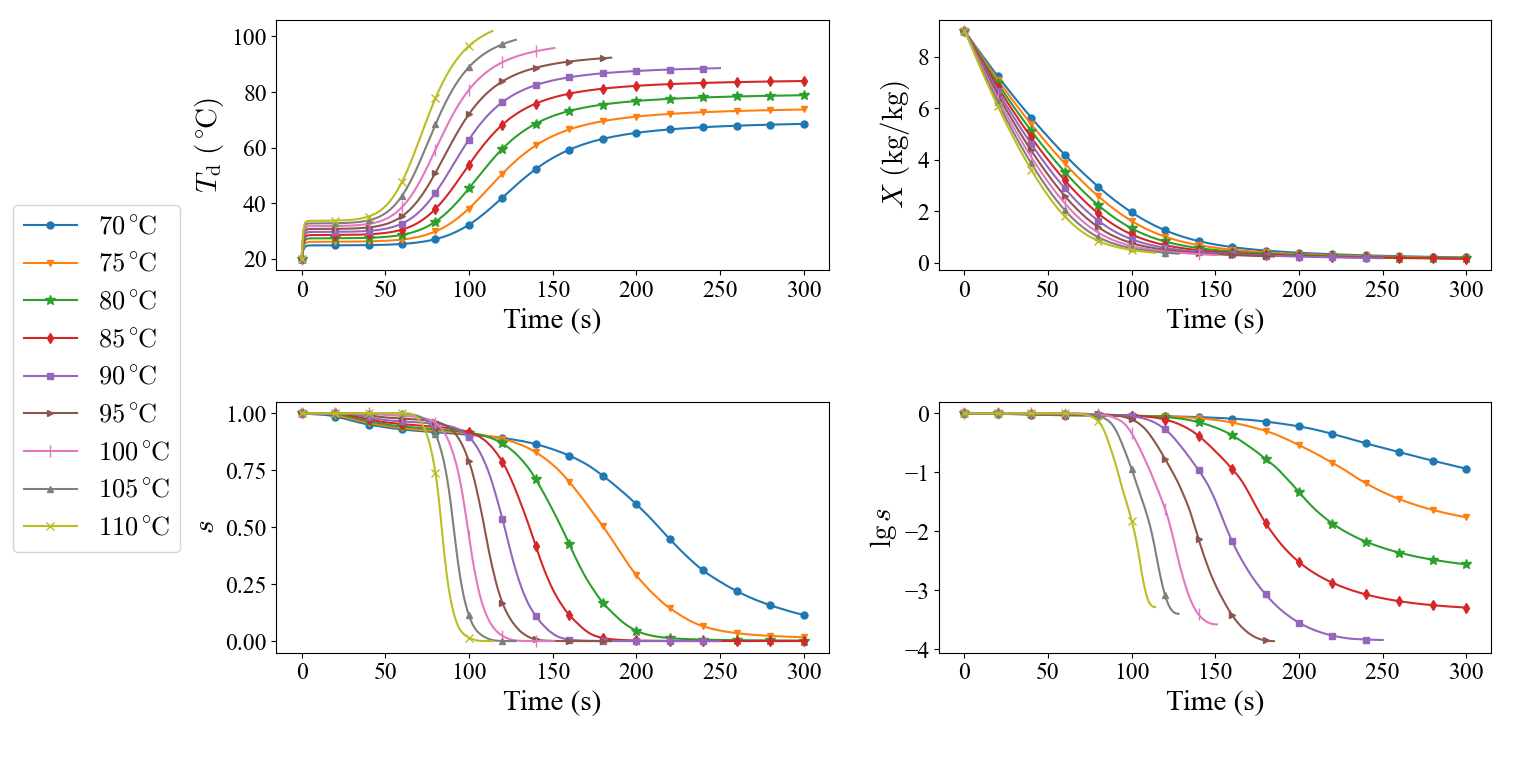 70 °C
75 °C
80 °C
85 °C
90 °C
95 °C
100 °C
105 °C
110 °C
T_d (°C)
100
80
60
40
20
0 50 100 150 200 250 300
Time (s)
X (kg/kg)
8
6
4
2
0
0 50 100 150 200 250 300
Time (s)
s
1.00
0.75
0.50
0.25
0.00
0 50 100 150 200 250 300
Time (s)
lg s
0
−1
−2
−3
−4
0 50 100 150 200 250 300
Time (s)